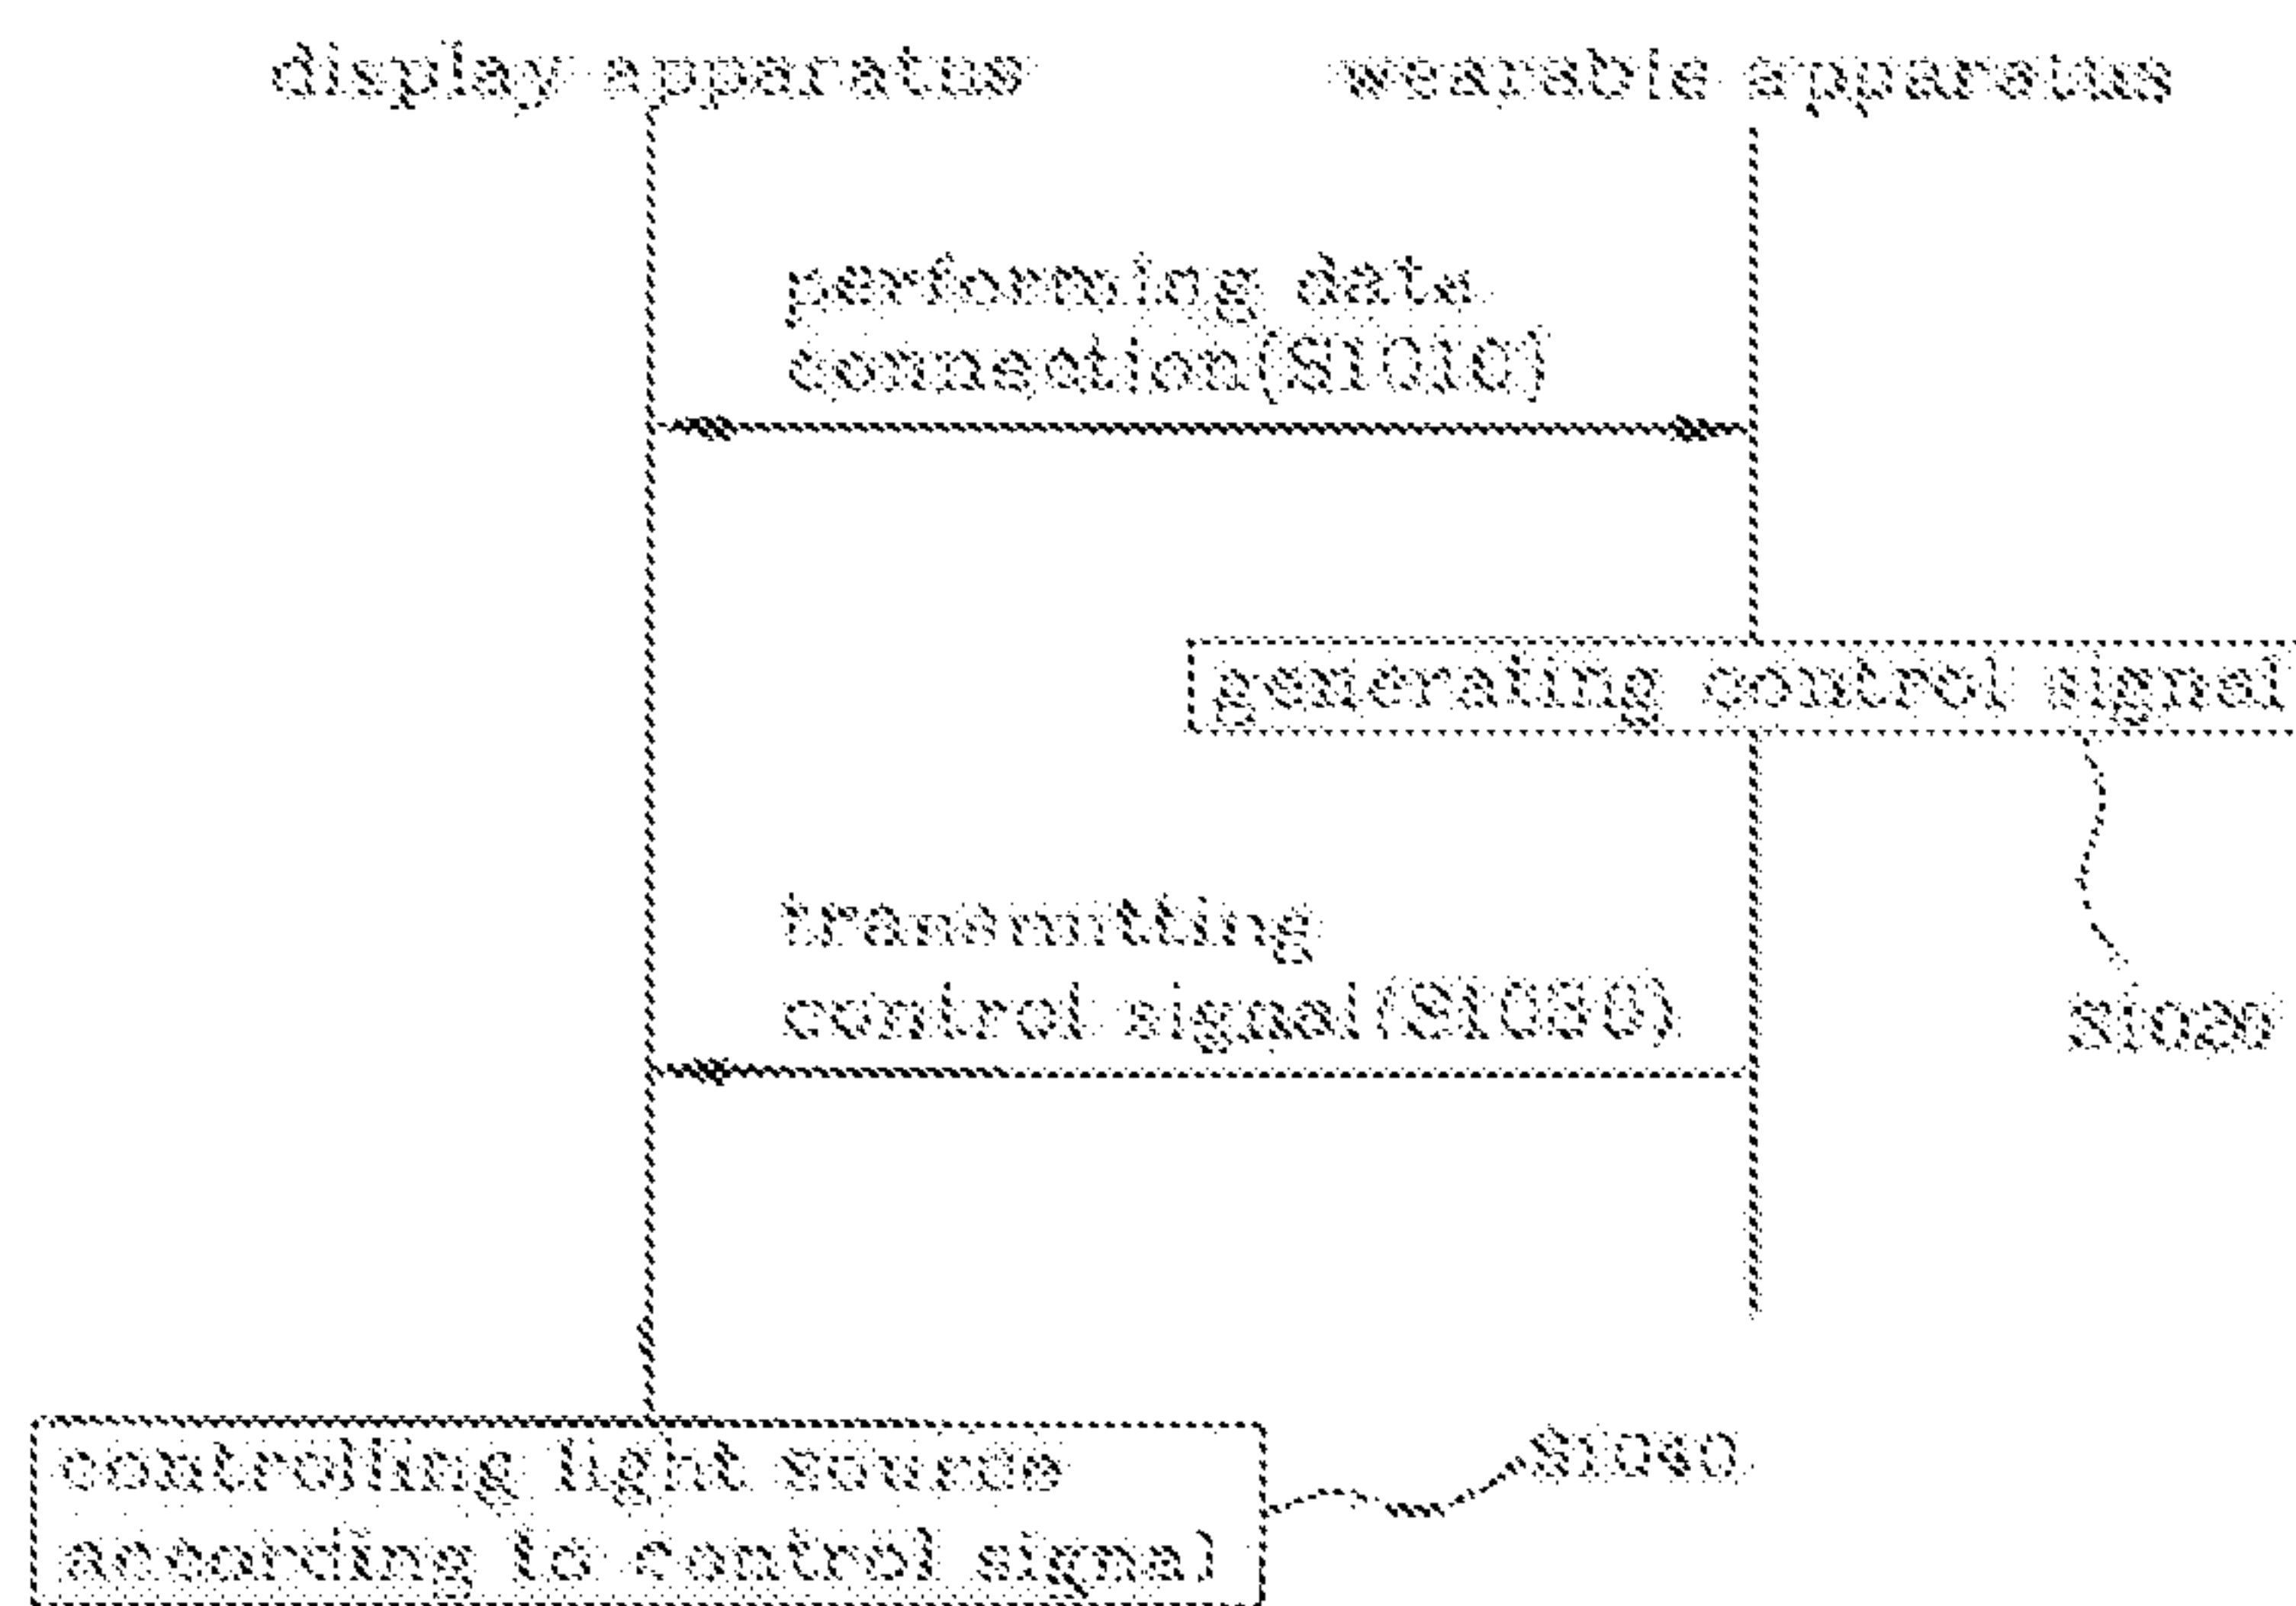 display apparatus
wearable apparatus
performing data
connection(S1010)
generating control signal
transmitting
control signal(S1030)
S1020
controlling light source
according to control signal
S1040